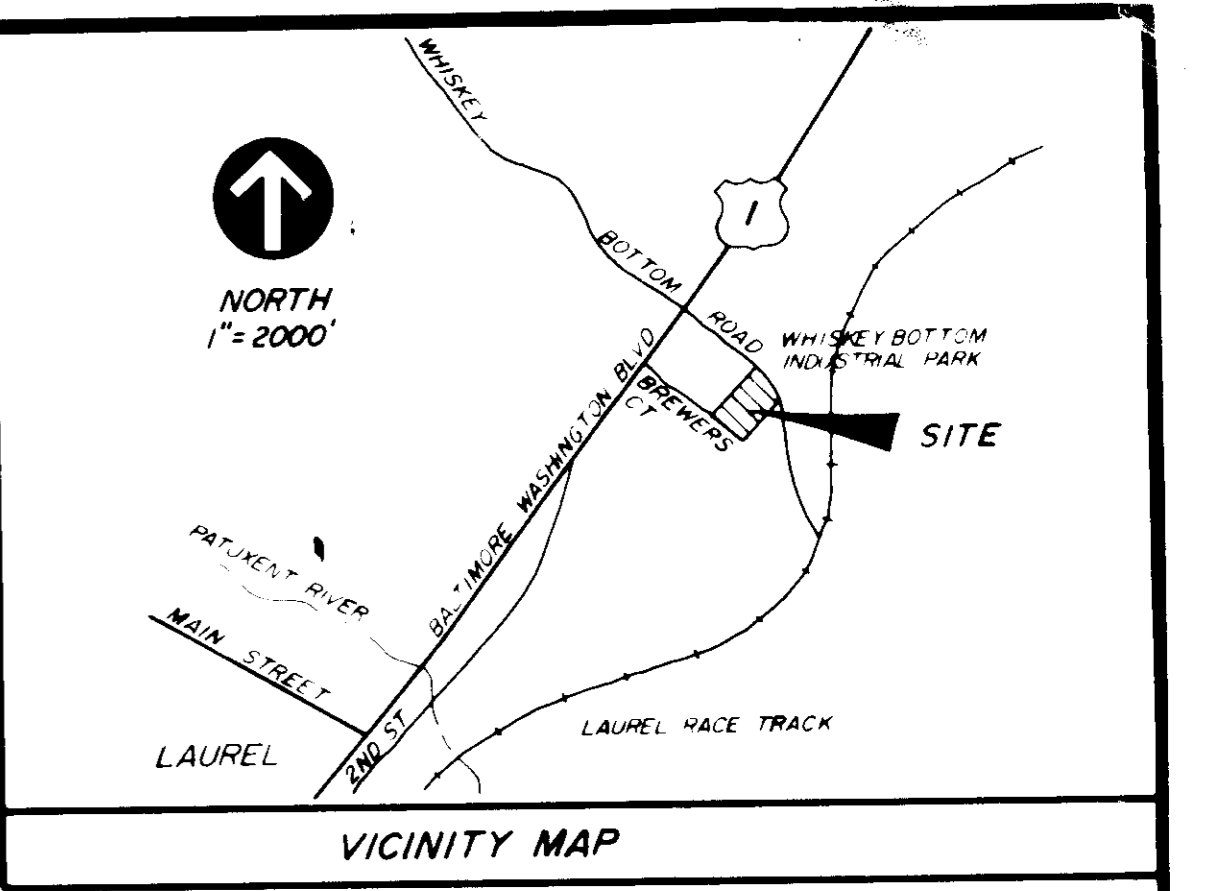 WHISKEY
BOTTOM
ROAD
1
NORTH
1"=2000'
WHISKEY BOTTOM
INDUSTRIAL PARK
BREWERS
CT
SITE
BALTIMORE WASHINGTON BLVD
PATUXENT RIVER
MAIN STREET
LAUREL
2ND ST
LAUREL RACE TRACK
VICINITY MAP